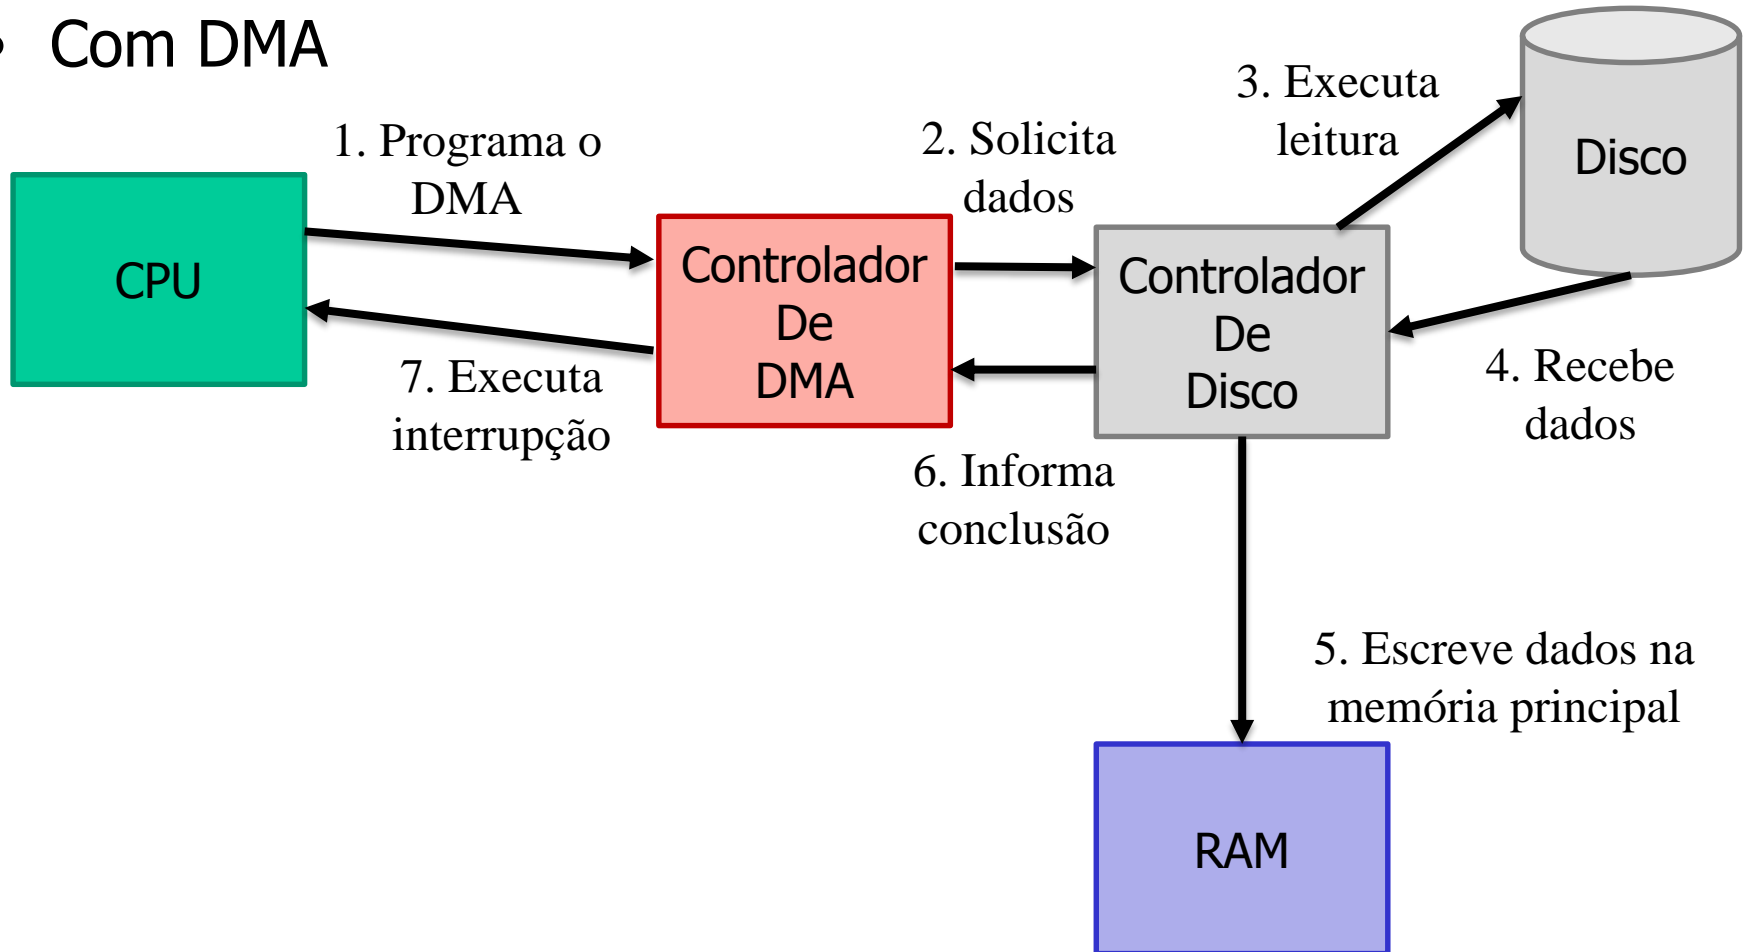 • Com DMA
1. Programa o
DMA
2. Solicita
dados
3. Executa
leitura
Disco
CPU
Controlador
De
DMA
Controlador
De
Disco
4. Recebe
dados
7. Executa
interrupção
6. Informa
conclusão
5. Escreve dados na
memória principal
RAM